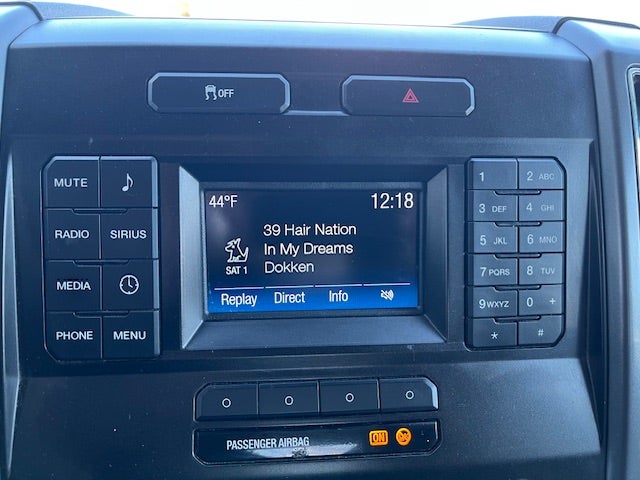 OFF
MUTE
RADIO SIRIUS
MEDIA
PHONE MENU
44°F 12:18
39 Hair Nation
In My Dreams
SAT 1 Dokken
Replay Direct Info
1 2 ABC
3 DEF 4 GHI
5 JKL 6 MNO
7 PQRS 8 TUV
9 WXYZ 0 +
* #
PASSENGER AIRBAG ON